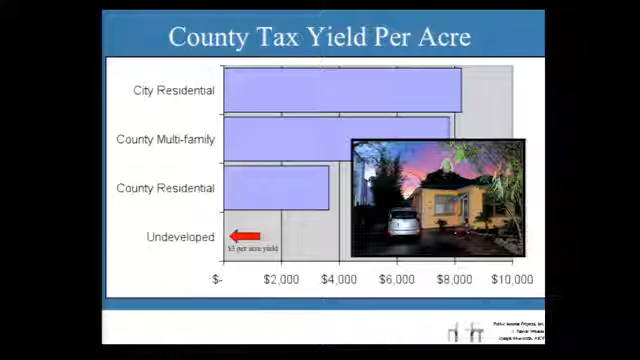 County Tax Yield Per Acre
City Residential
County Multi-family
County Residential
Undeveloped
$3 per acre yield
$- $2,000 $4,000 $6,000 $8,000 $10,000